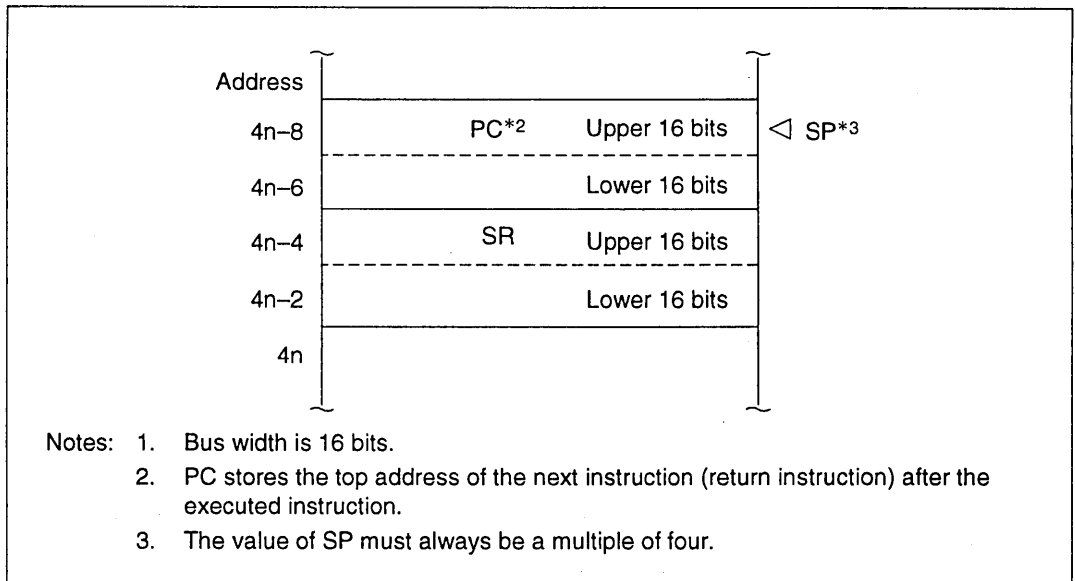 Address
4n–8 PC*2 Upper 16 bits ◁ SP*3
4n–6 Lower 16 bits
4n–4 SR Upper 16 bits
4n–2 Lower 16 bits
4n
Notes: 1. Bus width is 16 bits.
2. PC stores the top address of the next instruction (return instruction) after the
executed instruction.
3. The value of SP must always be a multiple of four.